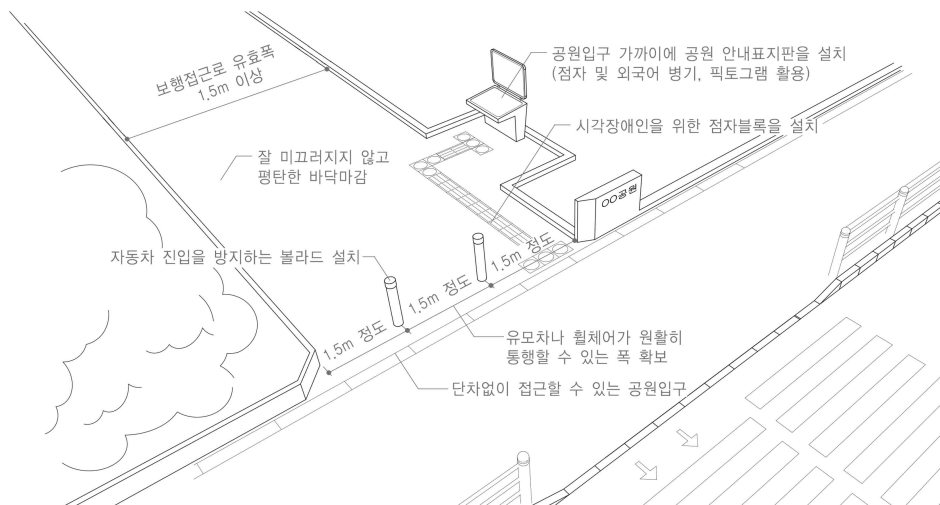 공원입구 가까이에 공원 안내표지판을 설치
(점자 및 외국어 병기, 픽토그램 활용)
보행접근로 유효폭
1.5m 이상
시각장애인을 위한 점자블록을 설치
잘 미끄러지지 않고
평탄한 바닥마감
OO공원
자동차 진입을 방지하는 볼라드 설치
1.5m 정도
1.5m 정도
1.5m 정도
유모차나 휠체어가 원활히
통행할 수 있는 폭 확보
단차없이 접근할 수 있는 공원입구